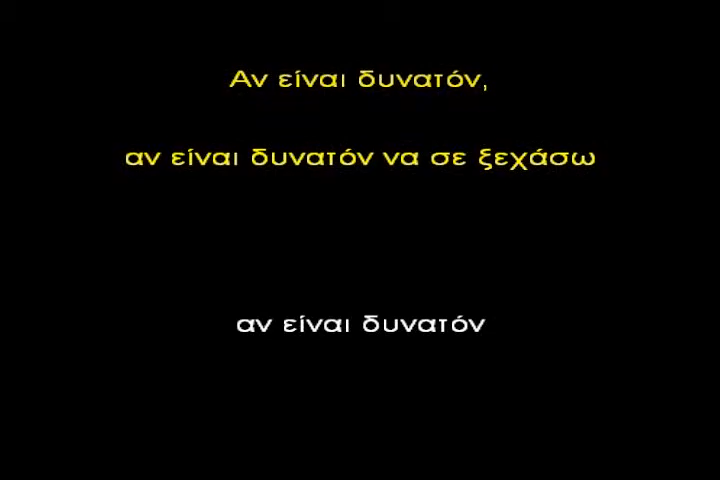 Αν είναι δυνατόν,
αν είναι δυνατόν να σε ξεχάσω
αν είναι δυνατόν